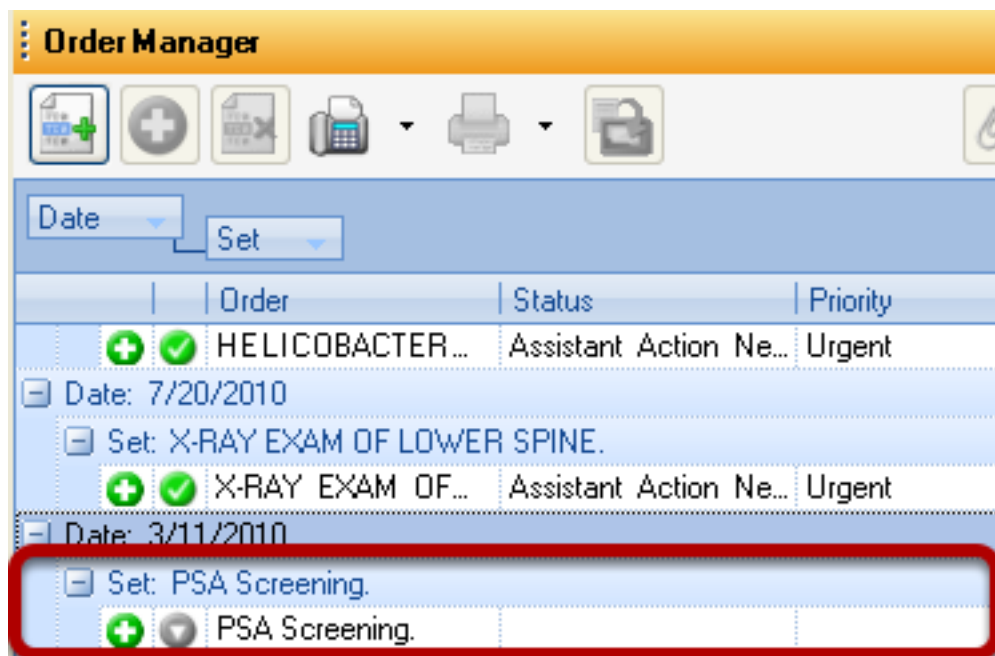 Order Manager
Date
Set
Order Status Priority
HELICOBACTER... Assistant Action Ne... Urgent
Date: 7/20/2010
Set: X-RAY EXAM OF LOWER SPINE.
X-RAY EXAM OF... Assistant Action Ne... Urgent
Date: 3/11/2010
Set: PSA Screening.
PSA Screening.